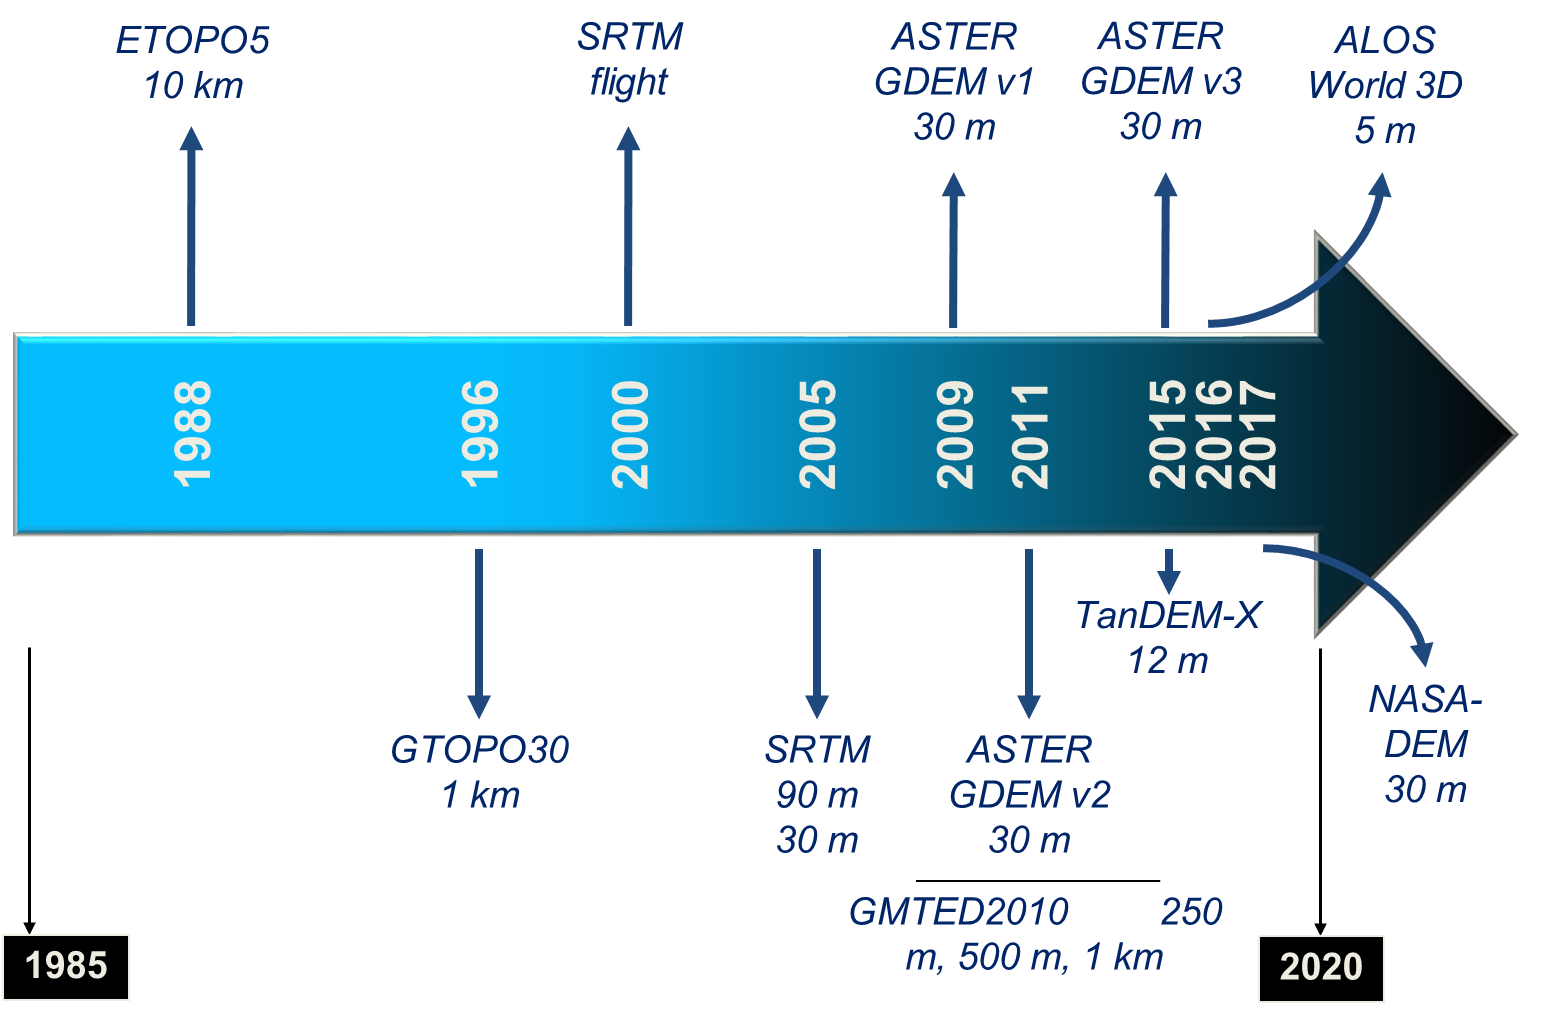 ETOPO5
10 km
SRTM
flight
ASTER
GDEM v1
30 m
ASTER
GDEM v3
30 m
ALOS
World 3D
5 m
1988
1996
2000
2005
2009
2011
2015
2016
2017
GTOPO30
1 km
SRTM
90 m
30 m
ASTER
GDEM v2
30 m
GMTED2010 250
m, 500 m, 1 km
TanDEM-X
12 m
NASA-
DEM
30 m
1985
2020